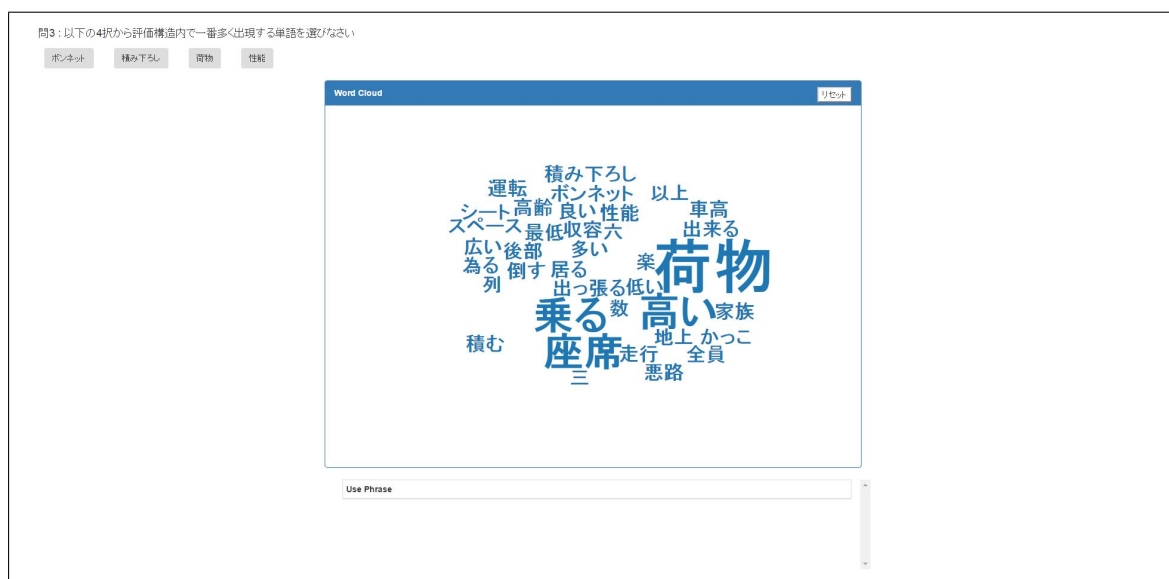 問3 : 以下の4択から評価構造内で一番多く出現する単語を選びなさい
ボンネット 積み下ろし 荷物 性能
Word Cloud リセット
積み下ろし
運転 ボンネット 以上
シート 高齢 良い 性能 車高
スペース 最低 収容 六 出来る
広い 後部 多い
為る 倒す 居る 楽 荷物
列 出っ張る 低い
乗る 数 高い 家族
積む 地上 かっこ
座席 走行 全員
三 悪路
Use Phrase